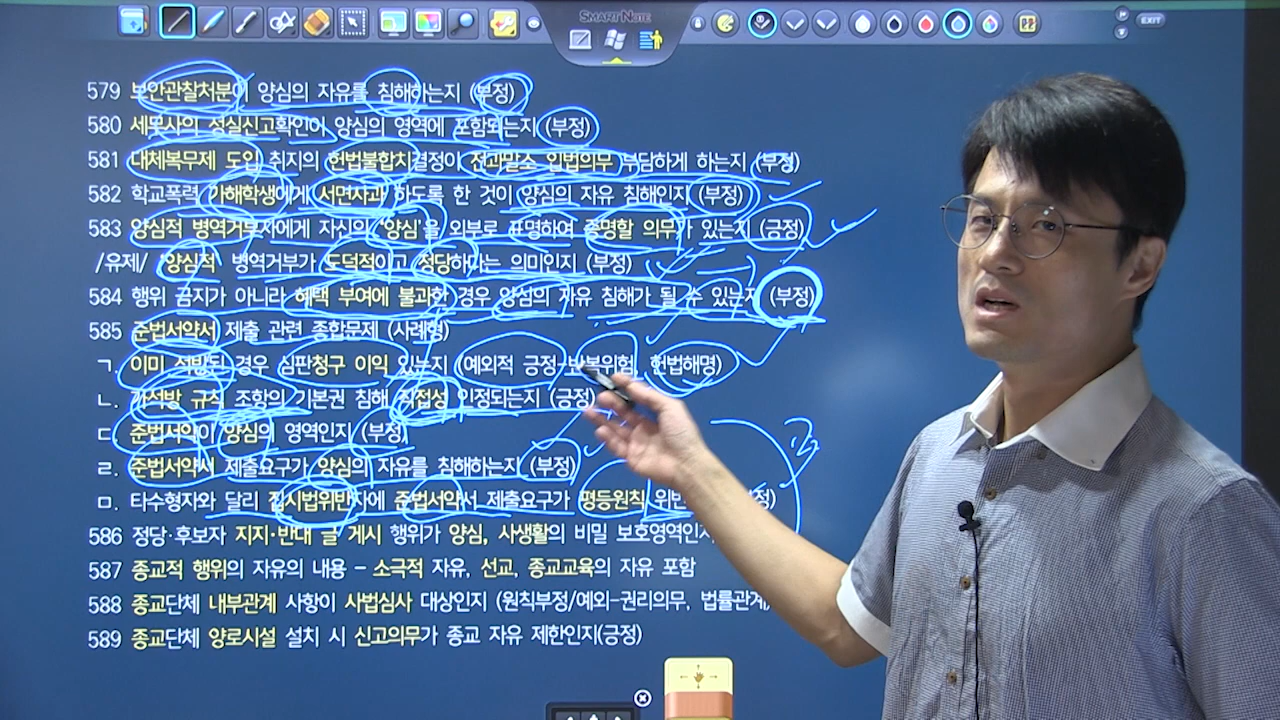 SMART NOTE
EXIT
579 보안관찰처분이 양심의 자유를 침해하는지 (부정)
580 세무사의 성실신고확인이 양심의 영역에 포함되는지 (부정)
581 대체복무제 도입 취지의 헌법불합치결정이 전과말소 입법의무 부담하게 하는지 (부정)
582 학교폭력 가해학생에게 서면사과 하도록 한 것이 양심의 자유 침해인지 (부정)
583 양심적 병역거부자에게 자신의 '양심'을 외부로 표명하여 증명할 의무가 있는지 (긍정)
/유제/ '양심적' 병역거부가 도덕적이고 정당하다는 의미인지 (부정)
584 행위 금지가 아니라 혜택 부여에 불과한 경우 양심의 자유 침해가 될 수 있는지 (부정)
585 준법서약서 제출 관련 종합문제 (사례형)
ㄱ. 이미 석방된 경우 심판청구 이익 있는지 (예외적 긍정-반복위험, 헌법해명)
ㄴ. 가석방 규칙 조항의 기본권 침해 직접성 인정되는지 (긍정)
ㄷ. 준법서약이 양심의 영역인지 (부정)
ㄹ. 준법서약서 제출요구가 양심의 자유를 침해하는지 (부정)
ㅁ. 타수형자와 달리 집시법위반자에 준법서약서 제출요구가 평등원칙 위반
586 정당·후보자 지지·반대 글 게시 행위가 양심, 사생활의 비밀 보호영역인지
587 종교적 행위의 자유의 내용 - 소극적 자유, 선교, 종교교육의 자유 포함
588 종교단체 내부관계 사항이 사법심사 대상인지 (원칙부정/예외-권리의무, 법률관계)
589 종교단체 양로시설 설치 시 신고의무가 종교 자유 제한인지(긍정)